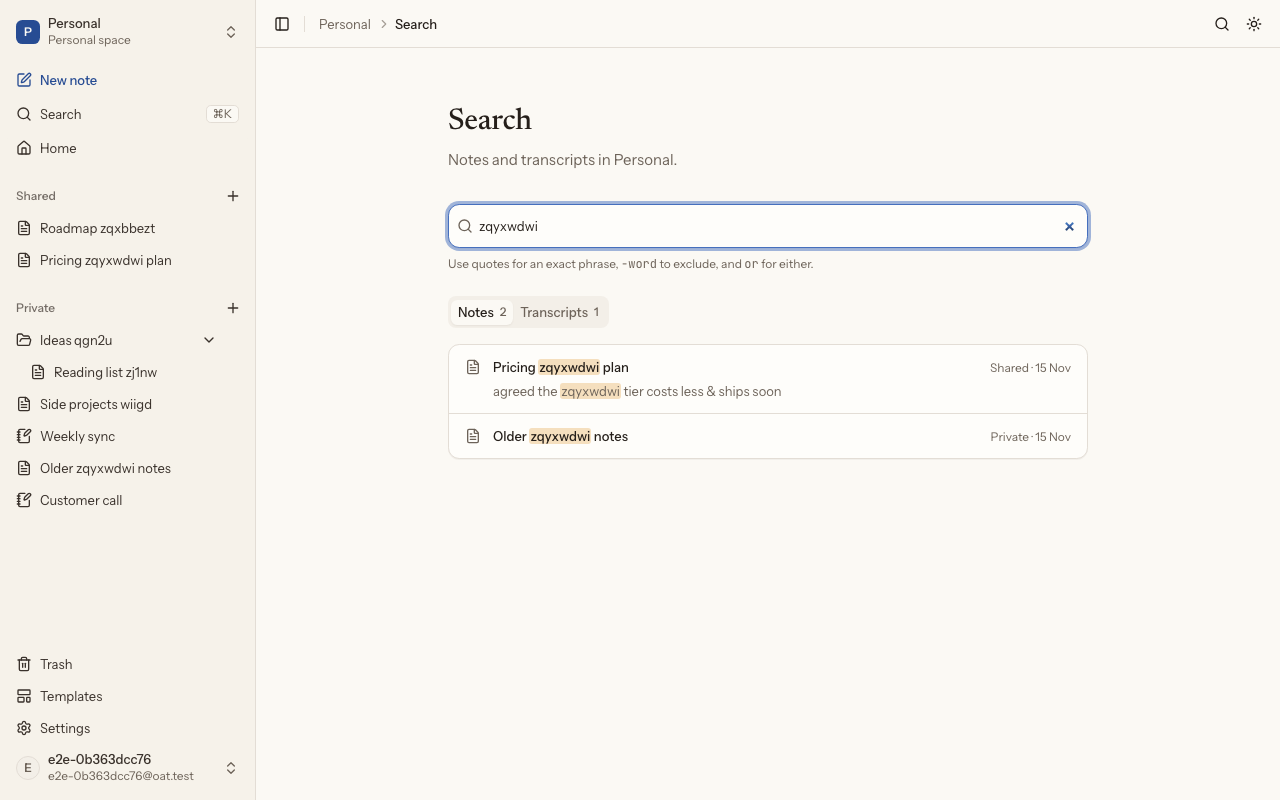 P
Personal
Personal space
New note
Search
⌘K
Home
Shared
Roadmap zqxbbezt
Pricing zqyxwdwi plan
Private
Ideas qgn2u
Reading list zj1nw
Side projects wiigd
Weekly sync
Older zqyxwdwi notes
Customer call
Trash
Templates
Settings
E
e2e-0b363dcc76
e2e-0b363dcc76@oat.test
Personal > Search
Search
Notes and transcripts in Personal.
zqyxwdwi
Use quotes for an exact phrase, -word to exclude, and or for either.
Notes 2 Transcripts 1
Pricing zqyxwdwi plan Shared · 15 Nov
agreed the zqyxwdwi tier costs less & ships soon
Older zqyxwdwi notes Private · 15 Nov